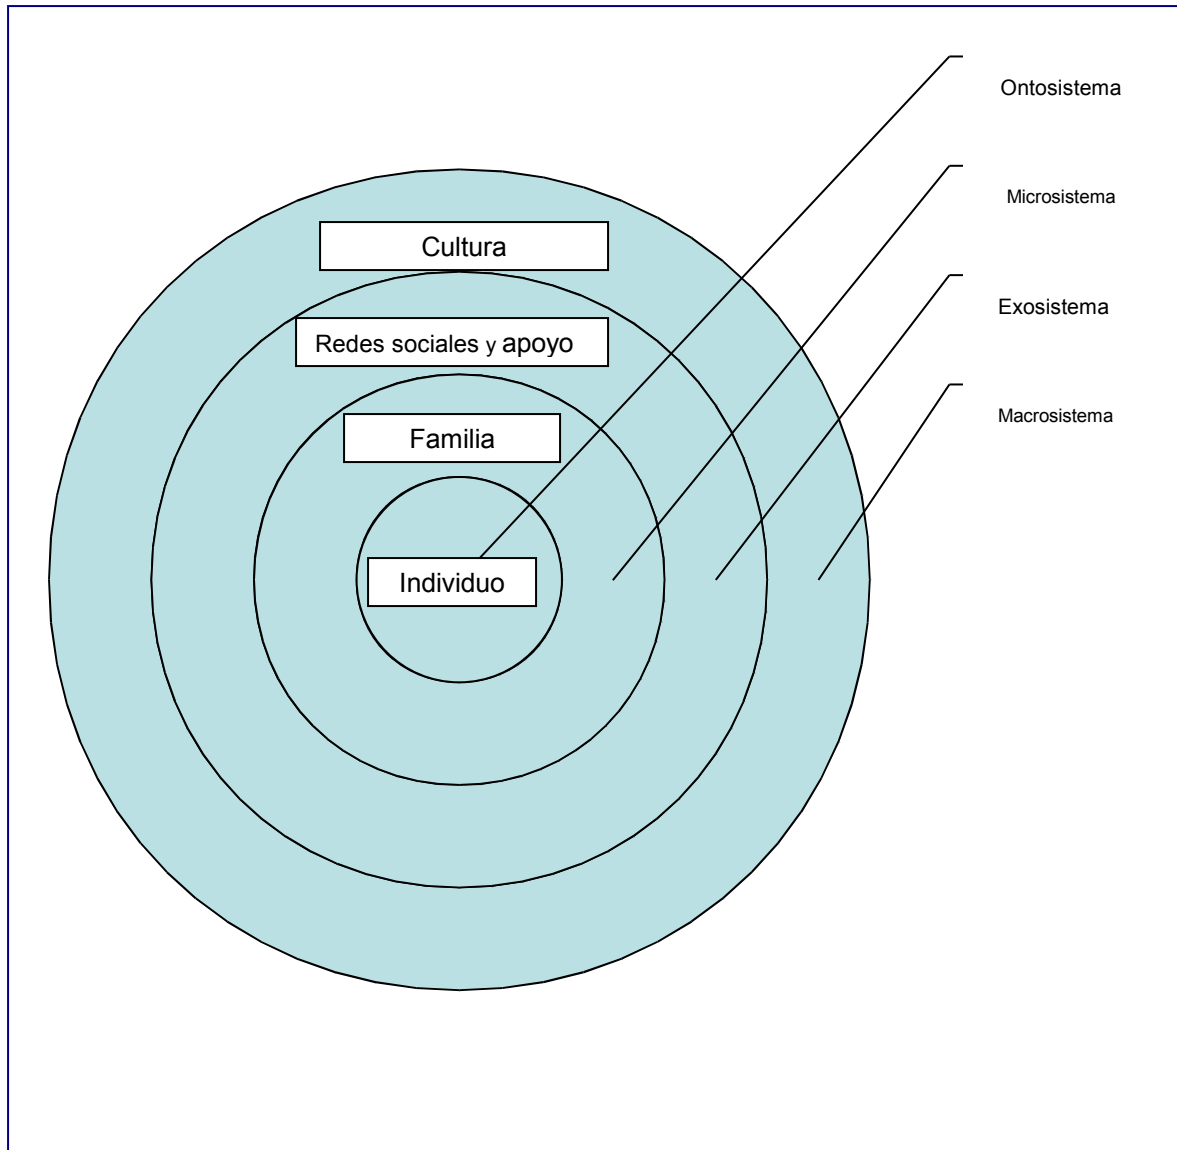 Ontosistema
Microsistema
Cultura
Exosistema
Redes sociales y apoyo
Macrosistema
Familia
Individuo